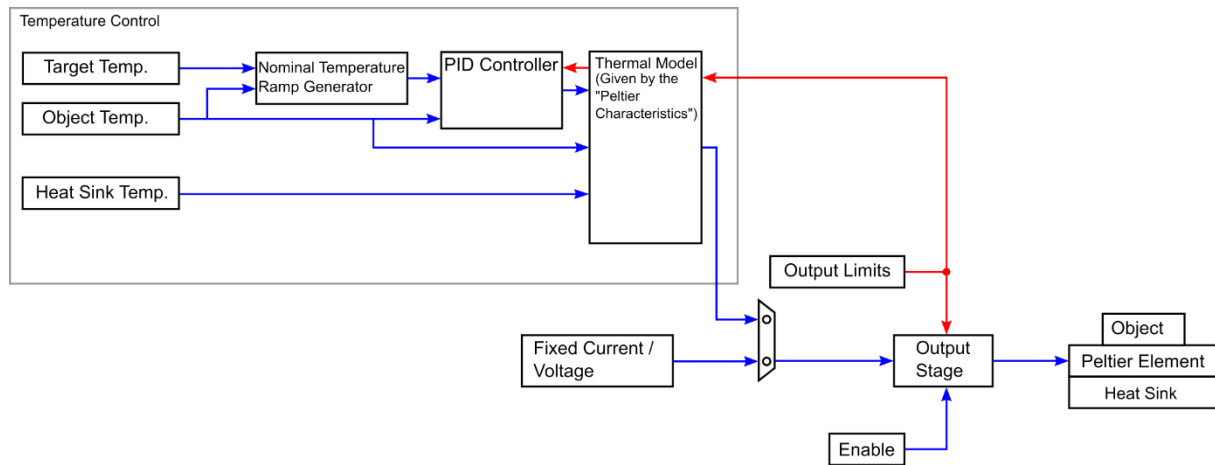 Temperature Control
Target Temp.
Nominal Temperature
Ramp Generator
PID Controller
Thermal Model
(Given by the
"Peltier
Characteristics")
Object Temp.
Heat Sink Temp.
Output Limits
Fixed Current /
Voltage
Output
Stage
Object
Peltier Element
Heat Sink
Enable